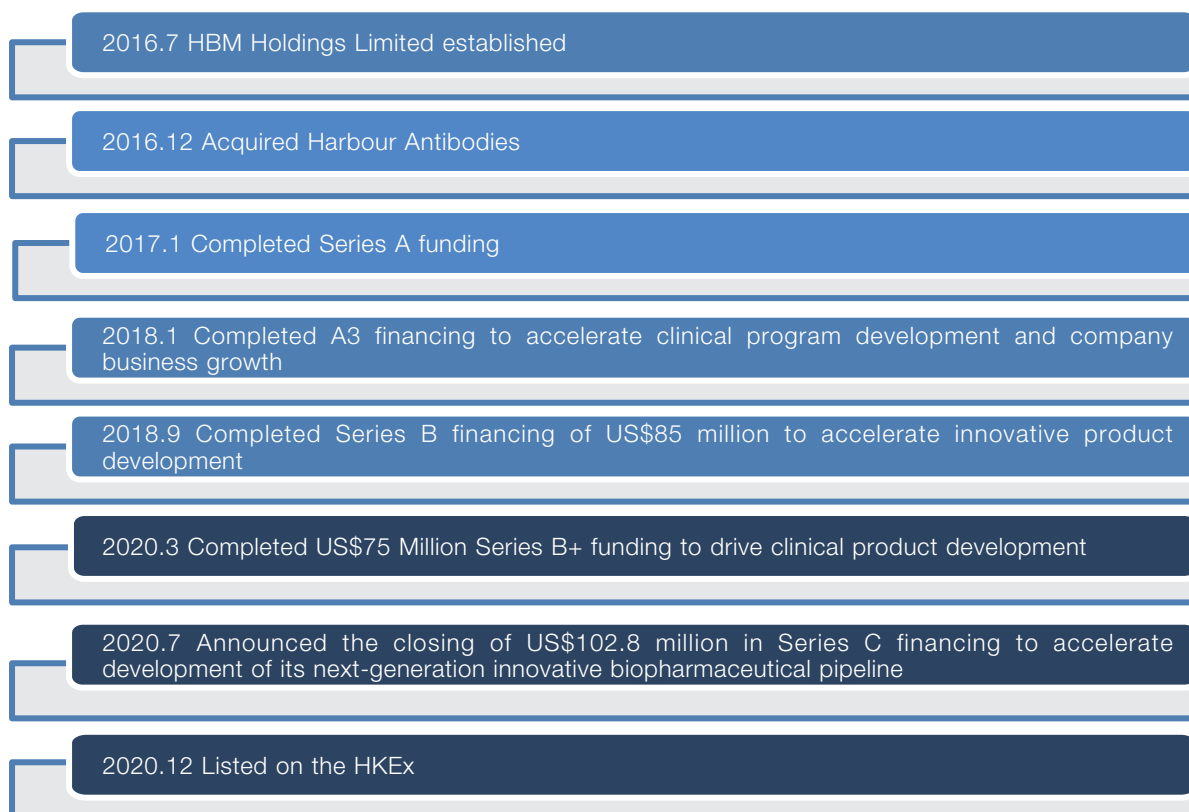 2016.7 HBM Holdings Limited established
2016.12 Acquired Harbour Antibodies
2017.1 Completed Series A funding
2018.1 Completed A3 financing to accelerate clinical program development and company
business growth
2018.9 Completed Series B financing of US$85 million to accelerate innovative product
development
2020.3 Completed US$75 Million Series B+ funding to drive clinical product development
2020.7 Announced the closing of US$102.8 million in Series C financing to accelerate
development of its next-generation innovative biopharmaceutical pipeline
2020.12 Listed on the HKEx